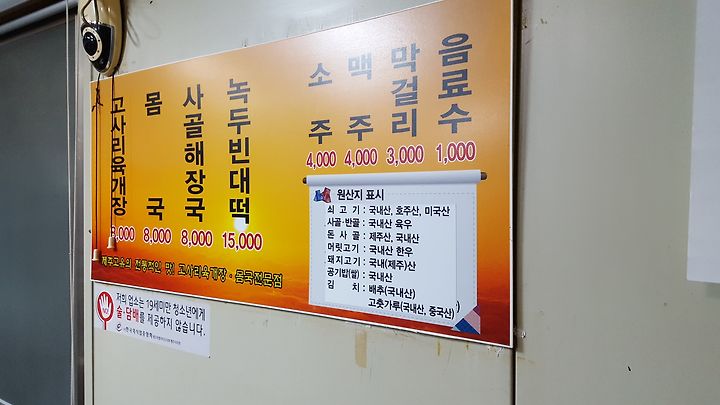 고사리육개장
몸국
사골해장국
녹두빈대떡
소주
맥주
막걸리
음료수
8,000
8,000
15,000
4,000
4,000
3,000
1,000
제주고유의 전통적인 맛! 고사리육개장·몸국전문점
원산지 표시
쇠고기 : 국내산, 호주산, 미국산
사골·반골 : 국내산 육우
돈사골 : 제주산, 국내산
머릿고기 : 국내산 한우
돼지고기 : 국내(제주)산
공기밥(쌀) : 국내산
김치 : 배추(국내산)
고춧가루(국내산, 중국산)
저희 업소는 19세미만 청소년에게
술·담배를 제공하지 않습니다.